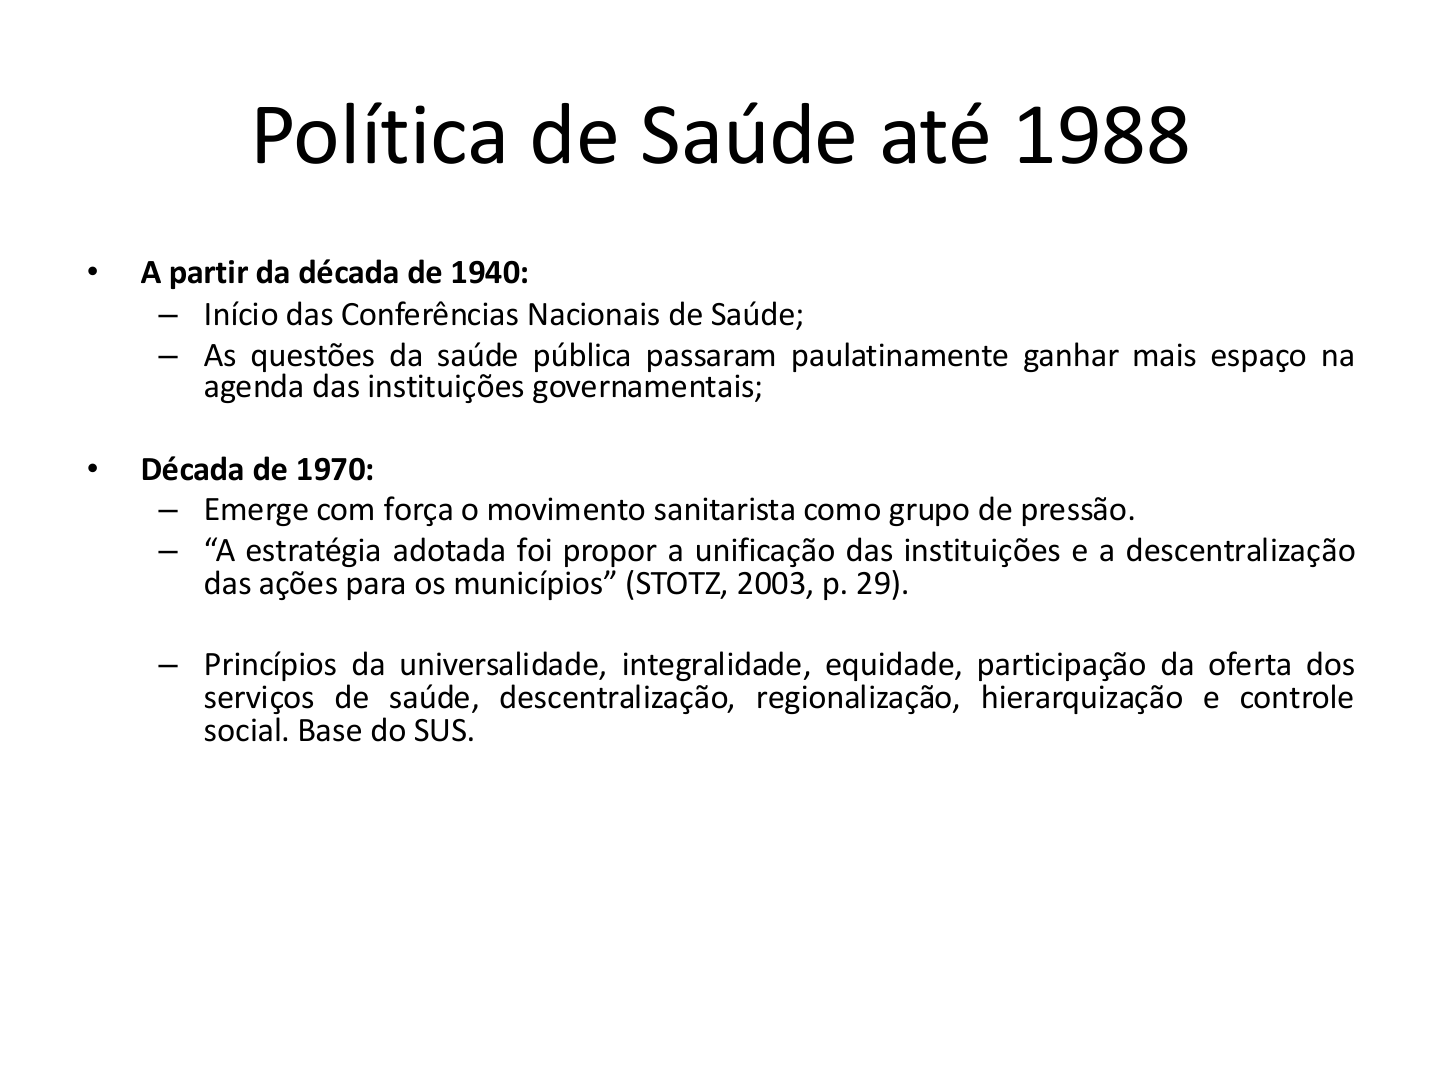 Política de Saúde até 1988
• A partir da década de 1940:
– Início das Conferências Nacionais de Saúde;
– As questões da saúde pública passaram paulatinamente ganhar mais espaço na
agenda das instituições governamentais;
• Década de 1970:
– Emerge com força o movimento sanitarista como grupo de pressão.
– “A estratégia adotada foi propor a unificação das instituições e a descentralização
das ações para os municípios” (STOTZ, 2003, p. 29).
– Princípios da universalidade, integralidade, equidade, participação da oferta dos
serviços de saúde, descentralização, regionalização, hierarquização e controle
social. Base do SUS.